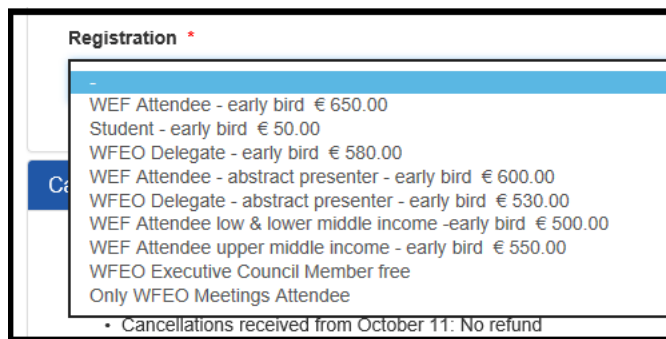 Registration *
-
WEF Attendee - early bird € 650.00
Student - early bird € 50.00
WFEO Delegate - early bird € 580.00
WEF Attendee - abstract presenter - early bird € 600.00
WFEO Delegate - abstract presenter - early bird € 530.00
WEF Attendee low & lower middle income -early bird € 500.00
WEF Attendee upper middle income - early bird € 550.00
WFEO Executive Council Member free
Only WFEO Meetings Attendee
• Cancellations received from October 11: No refund